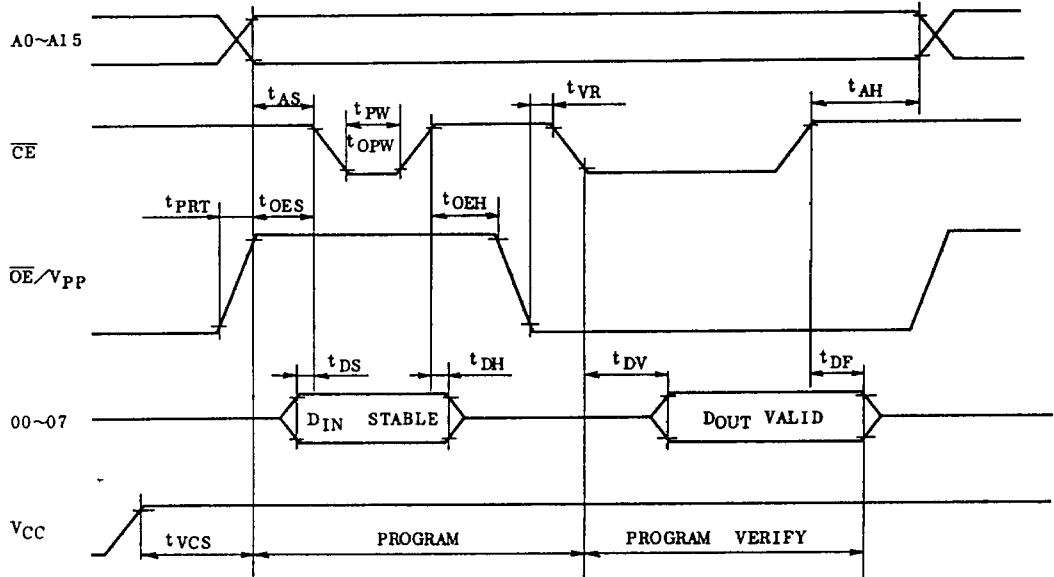 A0~A15
tAS
tPW
tOPW
tVR
tAH
CE
tPRT
tOES
tOEH
OE/VPP
tDS
tDH
tDV
tDF
00~07
DIN STABLE
DOUT VALID
VCC
tVCS
PROGRAM
PROGRAM VERIFY